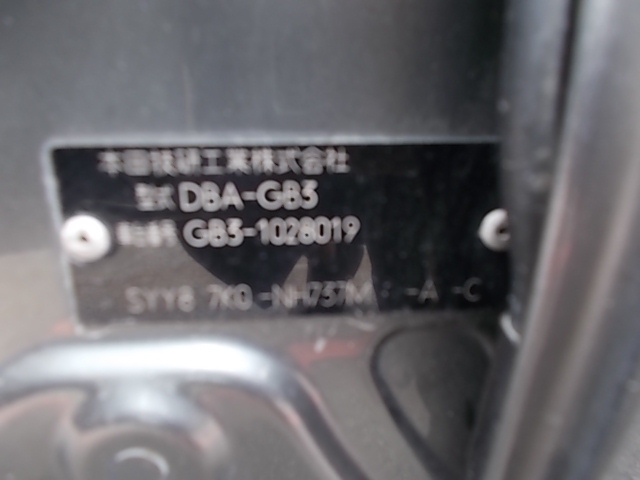 本田技研工業株式会社
型式 DBA-GB3
車台番号 GB3-1028019
SYY8 7K0-NH737M -A -C